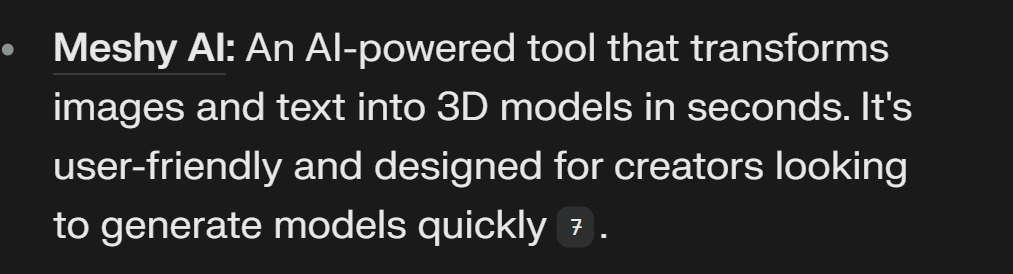 • Meshy AI: An AI-powered tool that transforms
images and text into 3D models in seconds. It's
user-friendly and designed for creators looking
to generate models quickly 7 .